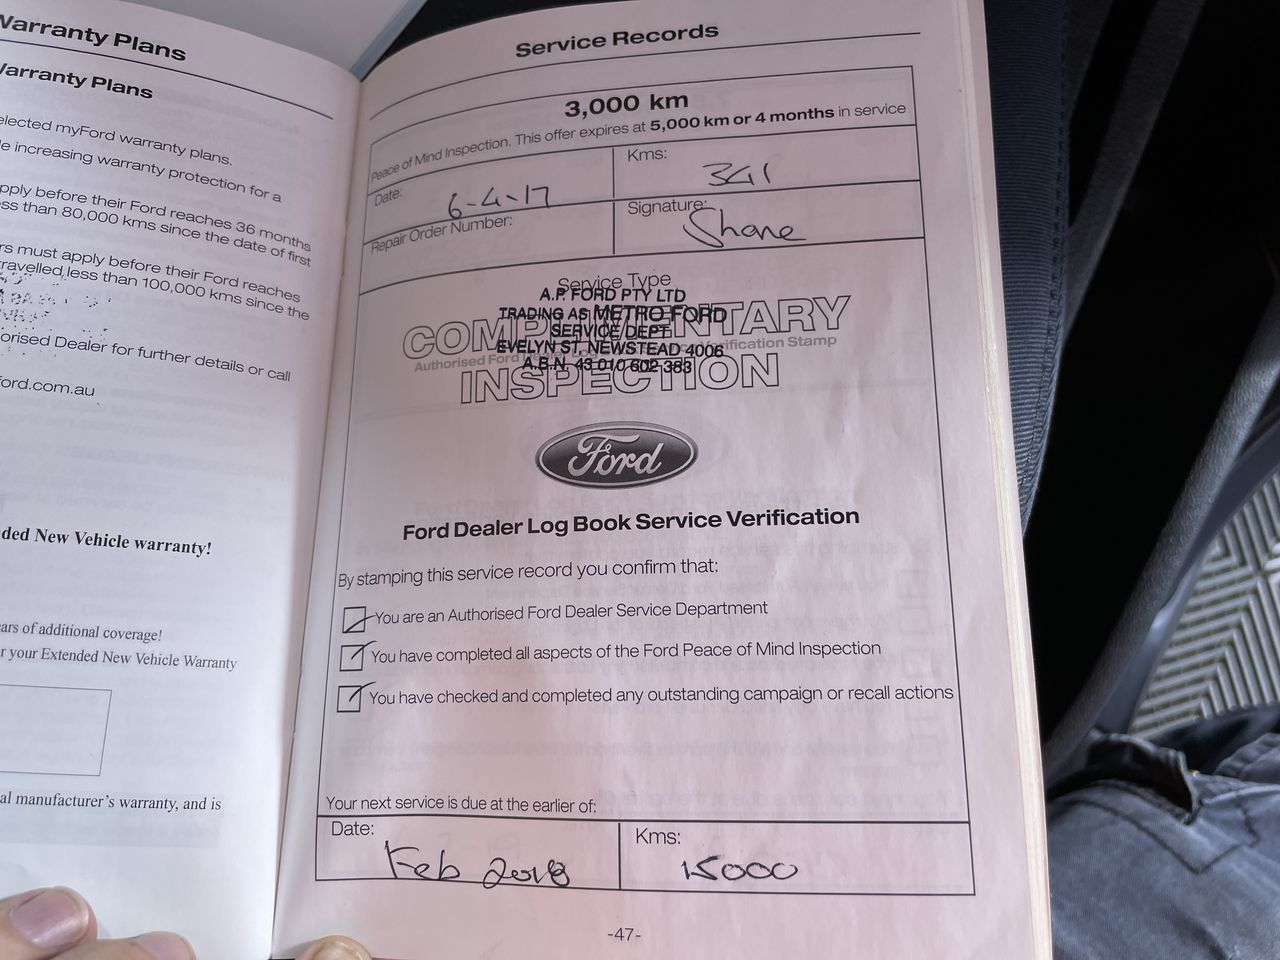 Warranty Plans
Warranty Plans
elected myFord warranty plans.
le increasing warranty protection for a
pply before their Ford reaches 36 months
ess than 80,000 kms since the date of first
rs must apply before their Ford reaches
travelled less than 100,000 kms since the
orised Dealer for further details or call
ford.com.au
ded New Vehicle warranty!
ars of additional coverage!
r your Extended New Vehicle Warranty
al manufacturer's warranty, and is
Service Records
3,000 km
Peace of Mind Inspection. This offer expires at 5,000 km or 4 months in service
Date: 6-4-17
Kms: 341
Repair Order Number:
Signature: Shane
Service Type
A.P. FORD PTY LTD
TRADING AS METRO FORD
SERVICE DEPT.
EVELYN ST, NEWSTEAD 4006
A.B.N. 43 010 602 383
COMPLIMENTARY
Authorised Ford Dealer Log Book Service Verification Stamp
INSPECTION
Ford
Ford Dealer Log Book Service Verification
By stamping this service record you confirm that:
You are an Authorised Ford Dealer Service Department
You have completed all aspects of the Ford Peace of Mind Inspection
You have checked and completed any outstanding campaign or recall actions
Your next service is due at the earlier of:
Date: Feb 2018
Kms: 15000
-47-